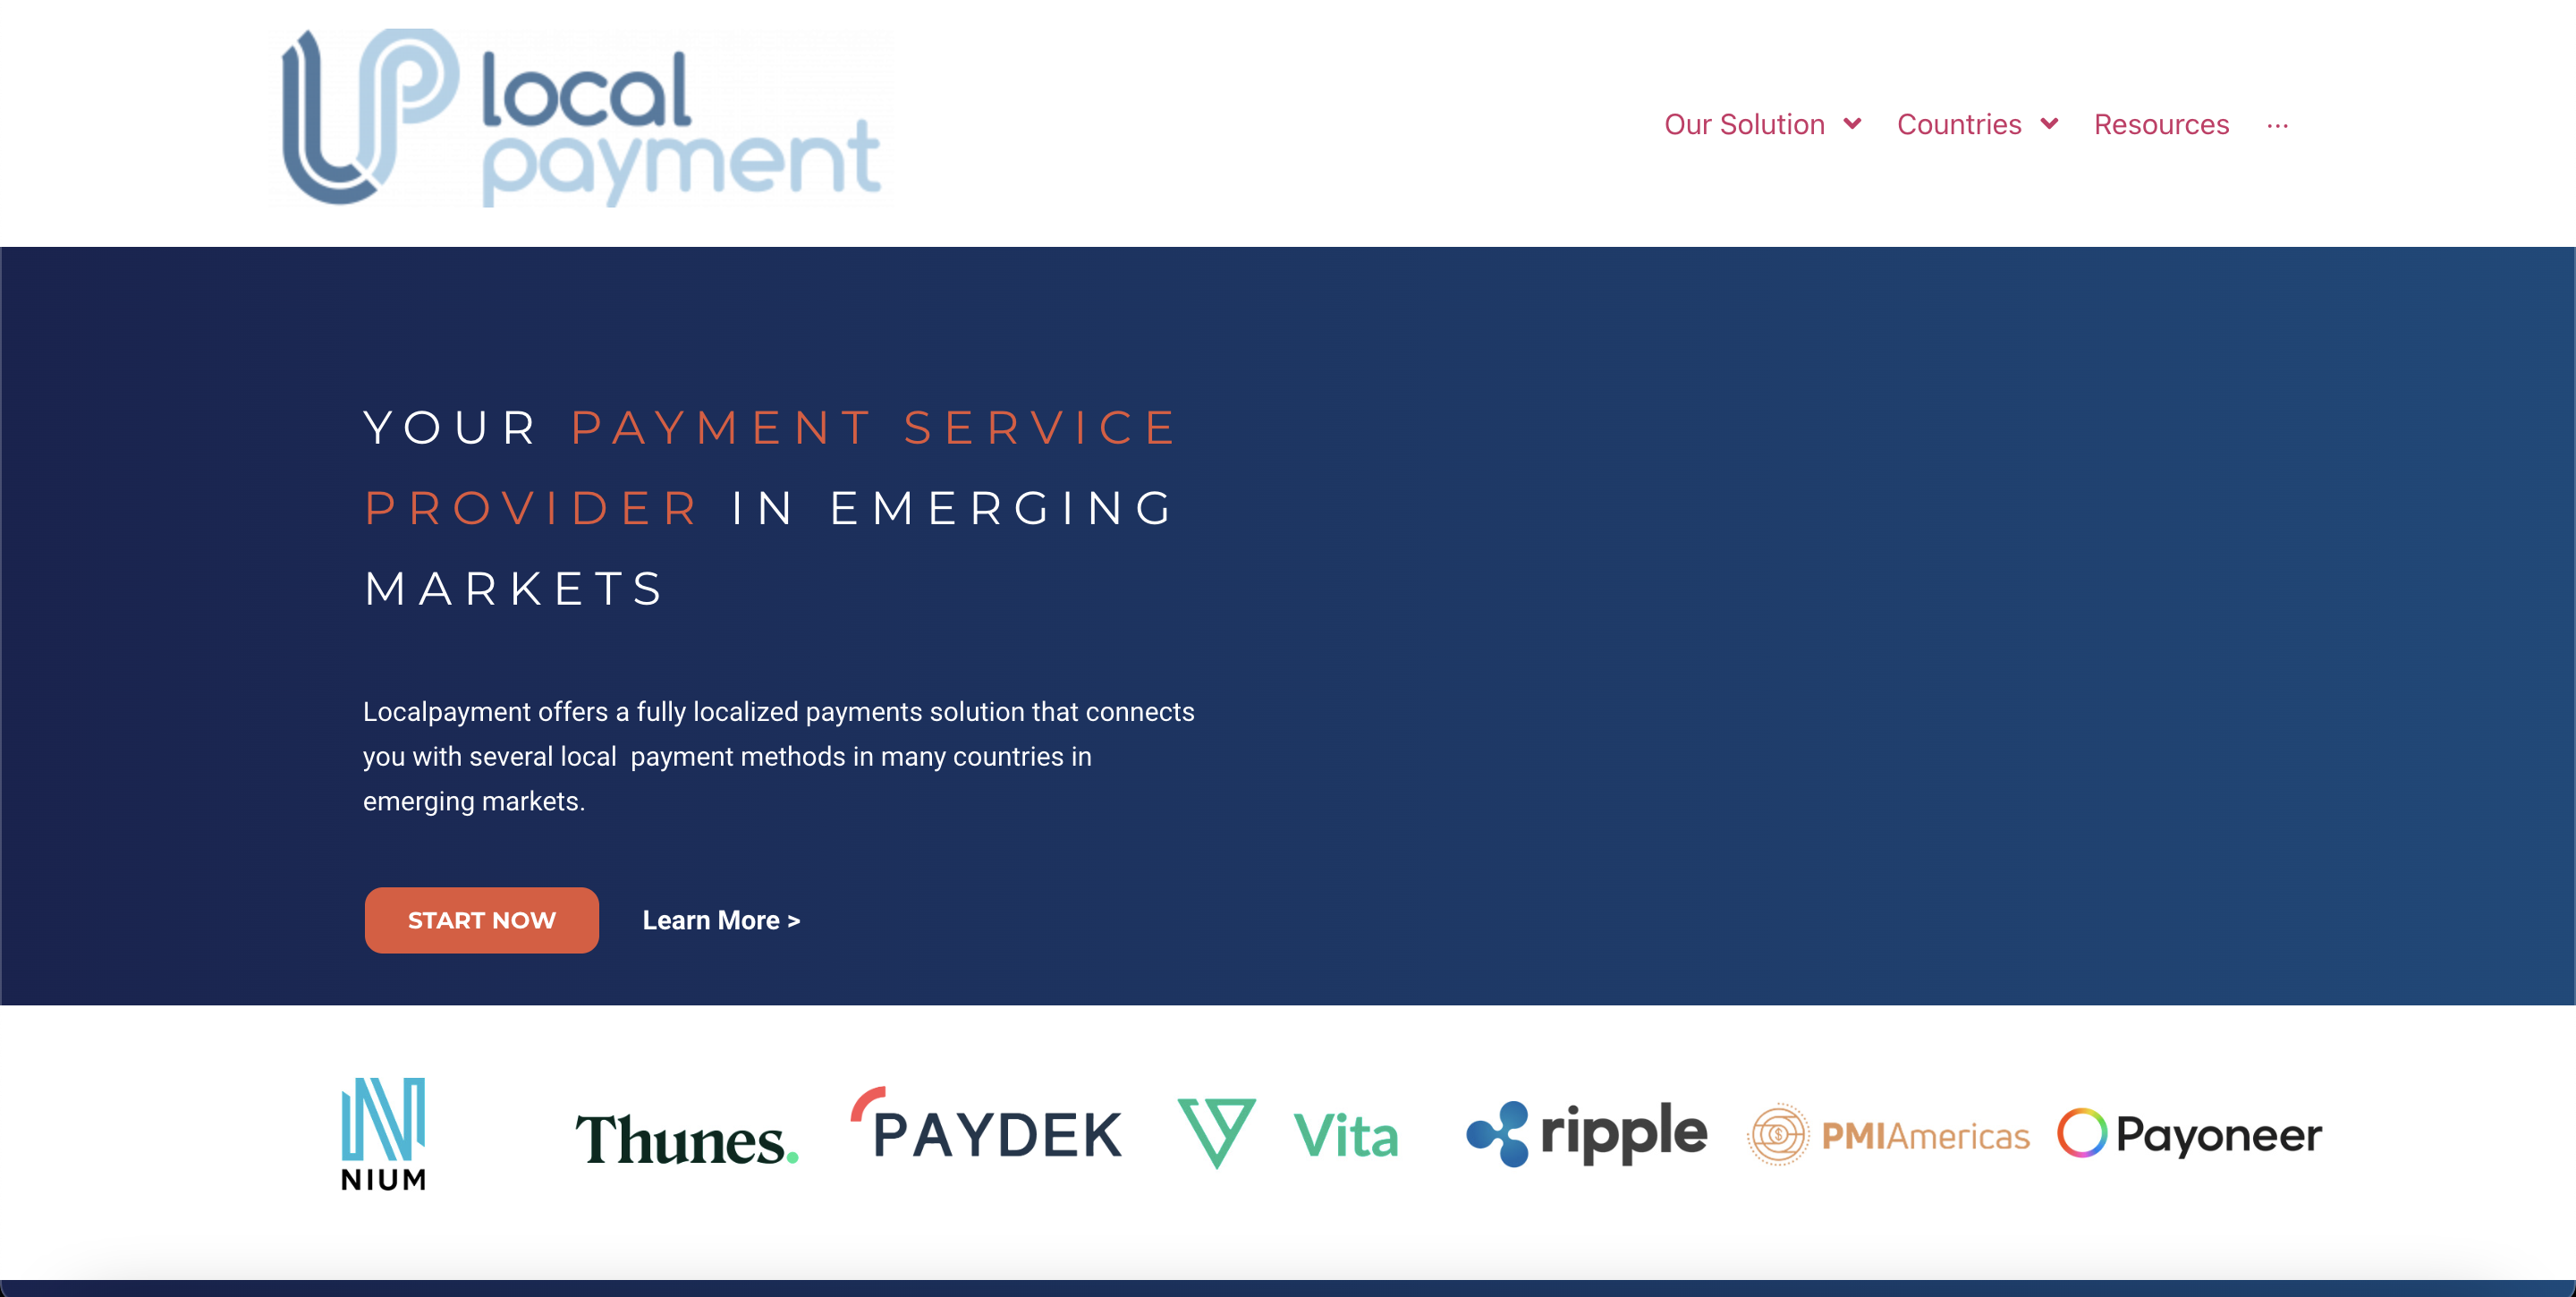 local
payment
Our Solution Countries Resources ...
YOUR PAYMENT SERVICE
PROVIDER IN EMERGING
MARKETS
Localpayment offers a fully localized payments solution that connects
you with several local  payment methods in many countries in
emerging markets.
START NOW Learn More >
NIUM Thunes. PAYDEK Vita ripple PMIAmericas Payoneer